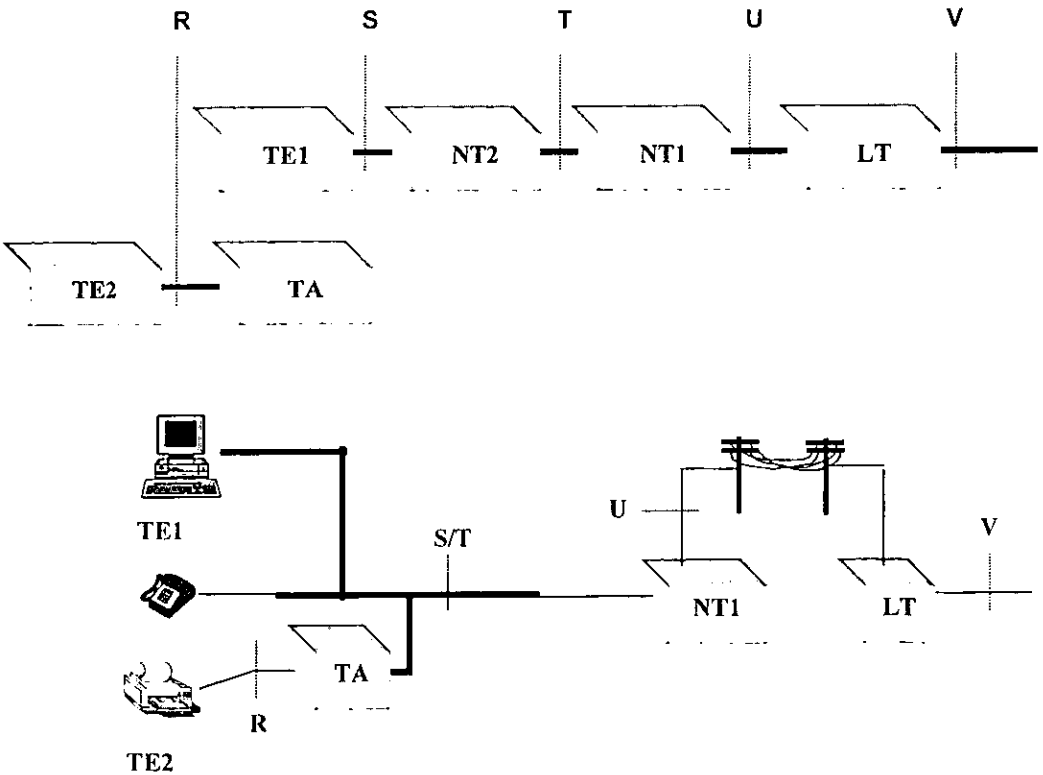 R S T U V
TE1 NT2 NT1 LT
TE2 TA
TE1
U
S/T
V
NT1 LT
TA
R
TE2